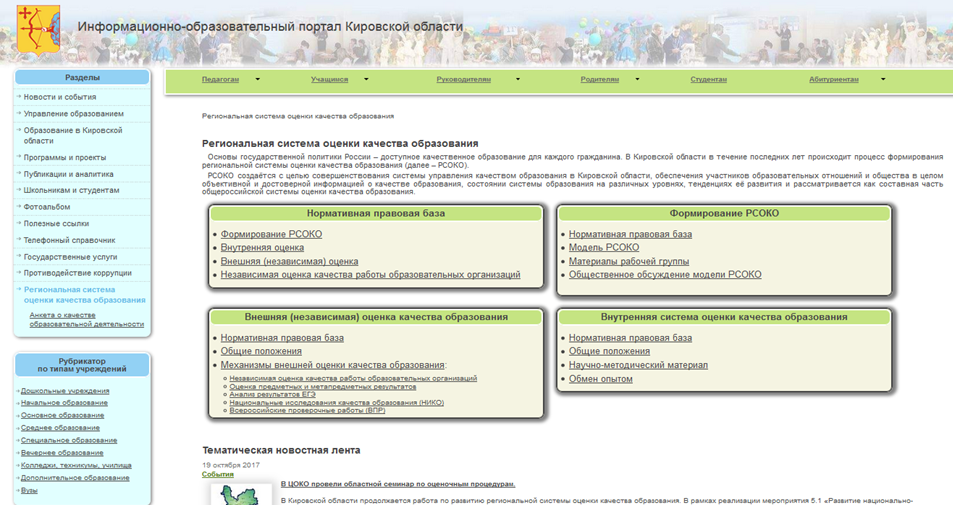 Информационно-образовательный портал Кировской области
Разделы
Новости и события
Управление образованием
Образование в Кировской
области
Программы и проекты
Публикации и аналитика
Школьникам и студентам
Фотоальбом
Полезные ссылки
Телефонный справочник
Государственные услуги
Противодействие коррупции
Региональная система
оценки качества образования
Анкета о качестве
образовательной деятельности
Рубрикатор
по типам учреждений
Дошкольные учреждения
Начальное образование
Основное образование
Среднее образование
Специальное образование
Вечернее образование
Колледжи, техникумы, училища
Дополнительное образование
Вузы
Педагогам Учащимся Руководителям Родителям Студентам Абитуриентам
Региональная система оценки качества образования
Региональная система оценки качества образования
Основы государственной политики России – доступное качественное образование для каждого гражданина. В Кировской области в течение последних лет происходит процесс формирования
региональной системы оценки качества образования (далее – РСОКО).
РСОКО создаётся с целью совершенствования системы управления качеством образования в Кировской области, обеспечения участников образовательных отношений и общества в целом
объективной и достоверной информацией о качестве образования, состоянии системы образования на различных уровнях, тенденциях её развития и рассматривается как составная часть
общероссийской системы оценки качества образования.
Нормативная правовая база
Формирование РСОКО
Внутренняя оценка
Внешняя (независимая) оценка
Независимая оценка качества работы образовательных организаций
Формирование РСОКО
Нормативная правовая база
Модель РСОКО
Материалы рабочей группы
Общественное обсуждение модели РСОКО
Внешняя (независимая) оценка качества образования
Нормативная правовая база
Общие положения
Механизмы внешней оценки качества образования:
Независимая оценка качества работы образовательных организаций
Оценка предметных и метапредметных результатов
Анализ результатов ЕГЭ
Национальные исследования качества образования (НИКО)
Всероссийские проверочные работы (ВПР)
Внутренняя система оценки качества образования
Нормативная правовая база
Общие положения
Научно-методический материал
Обмен опытом
Тематическая новостная лента
19 октября 2017
События
В ЦОКО провели областной семинар по оценочным процедурам.
В Кировской области продолжается работа по развитию региональной системы оценки качества образования. В рамках реализации мероприятия 5.1 «Развитие национально-